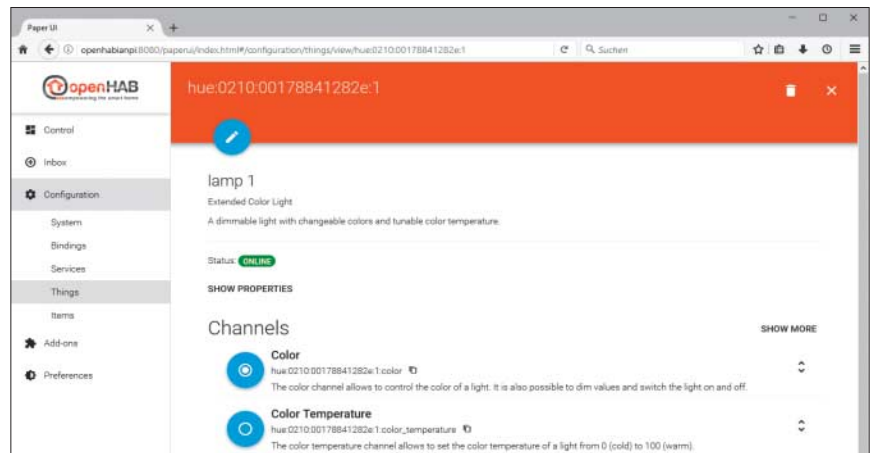 Paper UI
openhabianpi:8080/paperui/index.html#/configuration/things/view/hue:0210:00178841282e:1
Suchen
openHAB
empowering the smart home
hue:0210:00178841282e:1
Control
Inbox
Configuration
System
Bindings
Services
Things
Items
Add-ons
Preferences
lamp 1
Extended Color Light
A dimmable light with changeable colors and tunable color temperature.
Status: ONLINE
SHOW PROPERTIES
Channels
SHOW MORE
Color
hue:0210:00178841282e:1:color
The color channel allows to control the color of a light. It is also possible to dim values and switch the light on and off.
Color Temperature
hue:0210:00178841282e:1:color_temperature
The color temperature channel allows to set the color temperature of a light from 0 (cold) to 100 (warm).